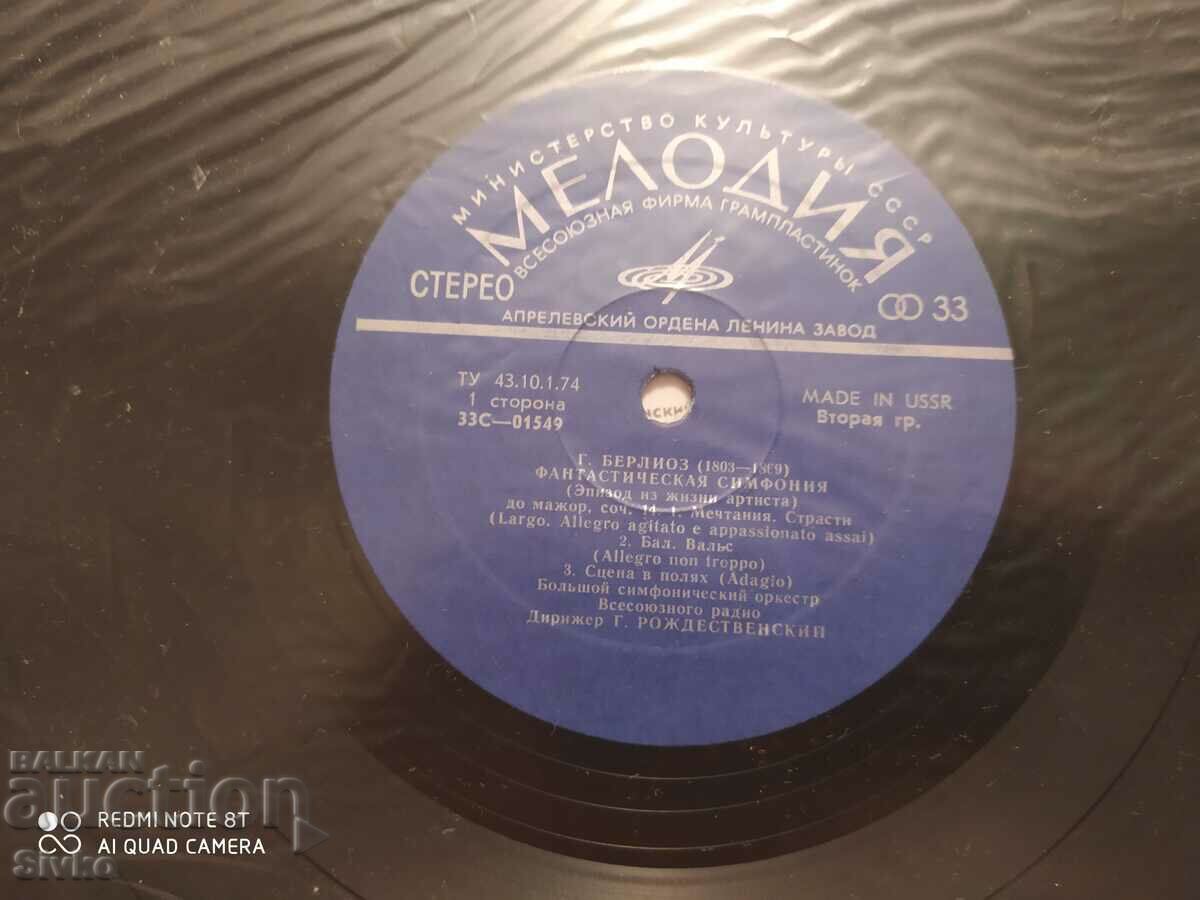 МИНИСТЕРСТВО КУЛЬТУРЫ СССР
МЕЛОДИЯ
ВСЕСОЮЗНАЯ ФИРМА ГРАМПЛАСТИНОК
СТЕРЕО
33
АПРЕЛЕВСКИЙ ОРДЕНА ЛЕНИНА ЗАВОД
ТУ 43.10.1.74
1 сторона
33С—01549
MADE IN USSR
Вторая гр.
Г. БЕРЛИОЗ (1803—1869)
ФАНТАСТИЧЕСКАЯ СИМФОНИЯ
(Эпизод из жизни артиста)
до мажор, соч. 14. 1. Мечтания. Страсти
(Largo. Allegro agitato e appassionato assai)
2. Бал. Вальс
(Allegro non troppo)
3. Сцена в полях (Adagio)
Большой симфонический оркестр
Всесоюзного радио
Дирижер Г. РОЖДЕСТВЕНСКИЙ
BALKAN
auction
REDMI NOTE 8T
AI QUAD CAMERA
Sivko